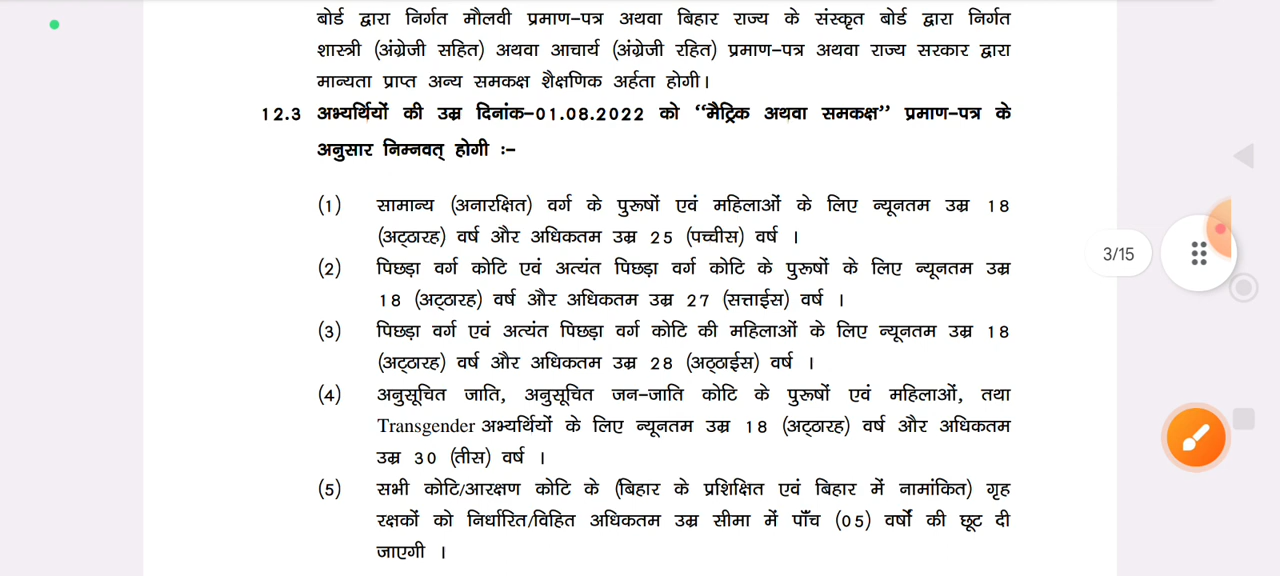 बोर्ड द्वारा निर्गत मौलवी प्रमाण–पत्र अथवा बिहार राज्य के संस्कृत बोर्ड द्वारा निर्गत
शास्त्री (अंग्रेजी सहित) अथवा आचार्य (अंग्रेजी रहित) प्रमाण–पत्र अथवा राज्य सरकार द्वारा
मान्यता प्राप्त अन्य समकक्ष शैक्षणिक अर्हता होगी।
12.3 अभ्यर्थियों की उम्र दिनांक–01.08.2022 को “मैट्रिक अथवा समकक्ष” प्रमाण–पत्र के
अनुसार निम्नवत् होगी :–
(1) सामान्य (अनारक्षित) वर्ग के पुरूषों एवं महिलाओं के लिए न्यूनतम उम्र 18
(अट्ठारह) वर्ष और अधिकतम उम्र 25 (पच्चीस) वर्ष ।
(2) पिछड़ा वर्ग कोटि एवं अत्यंत पिछड़ा वर्ग कोटि के पुरूषों के लिए न्यूनतम उम्र
18 (अट्ठारह) वर्ष और अधिकतम उम्र 27 (सत्ताईस) वर्ष ।
3/15
(3) पिछड़ा वर्ग एवं अत्यंत पिछड़ा वर्ग कोटि की महिलाओं के लिए न्यूनतम उम्र 18
(अट्ठारह) वर्ष और अधिकतम उम्र 28 (अठ्ठाईस) वर्ष ।
(4) अनुसूचित जाति, अनुसूचित जन–जाति कोटि के पुरूषों एवं महिलाओं, तथा
Transgender अभ्यर्थियों के लिए न्यूनतम उम्र 18 (अट्ठारह) वर्ष और अधिकतम
उम्र 30 (तीस) वर्ष ।
(5) सभी कोटि/आरक्षण कोटि के (बिहार के प्रशिक्षित एवं बिहार में नामांकित) गृह
रक्षकों को निर्धारित/विहित अधिकतम उम्र सीमा में पाँच (05) वर्षों की छूट दी
जाएगी ।